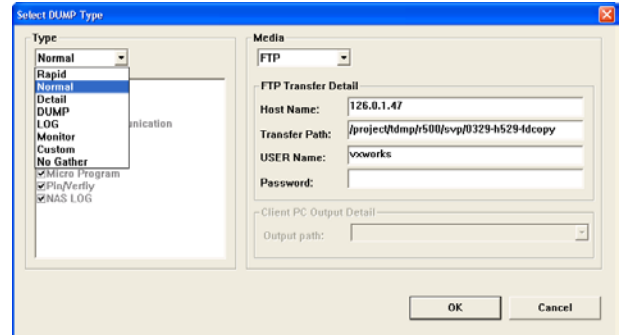 Select DUMP Type
Type
Normal
Rapid
Normal
Detail
DUMP
LOG
Monitor
Custom
No Gather
nication
Micro Program
Pin/Verfiy
NAS LOG
Media
FTP
FTP Transfer Detail
Host Name: 126.0.1.47
Transfer Path: /project/tdmp/r500/svp/0329-h529-fdcopy
USER Name: vxworks
Password:
Client PC Output Detail
Output path:
OK Cancel